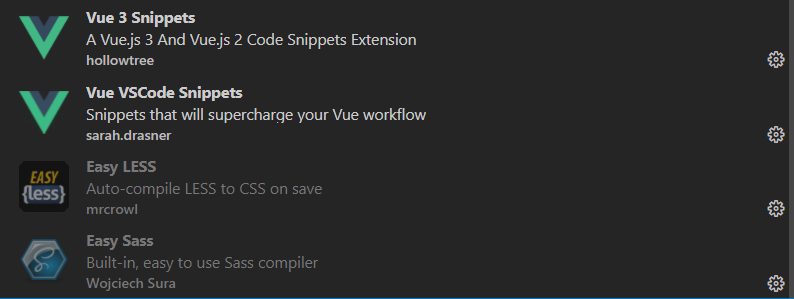 Vue 3 Snippets
A Vue.js 3 And Vue.js 2 Code Snippets Extension
hollowtree
Vue VSCode Snippets
Snippets that will supercharge your Vue workflow
sarah.drasner
EASY
{less}
Easy LESS
Auto-compile LESS to CSS on save
mrcrowl
Easy Sass
Built-in, easy to use Sass compiler
Wojciech Sura